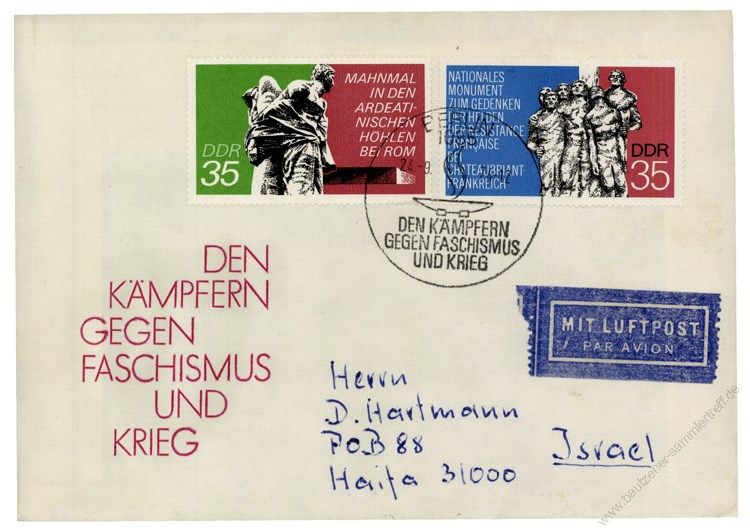 MAHNMAL
IN DEN
ARDEATI-
NISCHEN
HÖHLEN
BEI ROM
DDR
35
NATIONALES
MONUMENT
ZUM GEDENKEN
DER HELDEN
DER RESISTANCE
FRANÇAISE
BEI
CHATEAUBRIANT-
FRANKREICH
DDR
35
DEN KÄMPFERN
GEGEN FASCHISMUS
UND KRIEG
DEN
KÄMPFERN
GEGEN
FASCHISMUS
UND
KRIEG
MIT LUFTPOST
PAR AVION
Herrn
D. Hartmann
POB 88
Haifa 31000
Israel
www.bautzener-sammlertreff.de